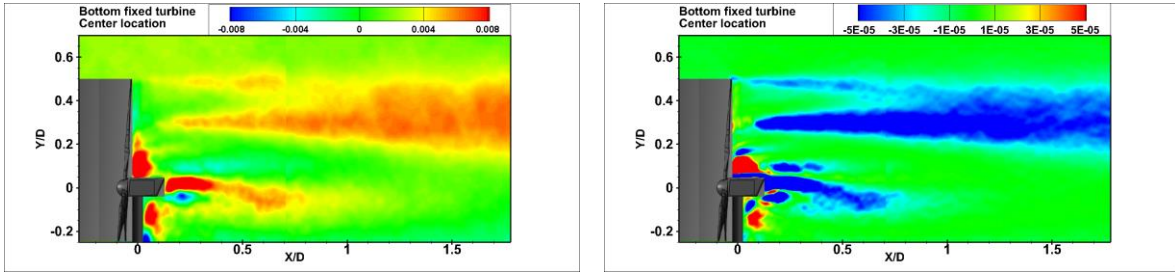 Bottom fixed turbine
Center location
-0.008 -0.004 0 0.004 0.008
0.6
0.4
0.2
0
-0.2
Y/D
0 0.5 1 1.5
X/D
Bottom fixed turbine
Center location
-5E-05 -3E-05 1E-05 3E-05 5E-05
0.6
0.4
0.2
0
-0.2
Y/D
0 0.5 1 1.5
X/D